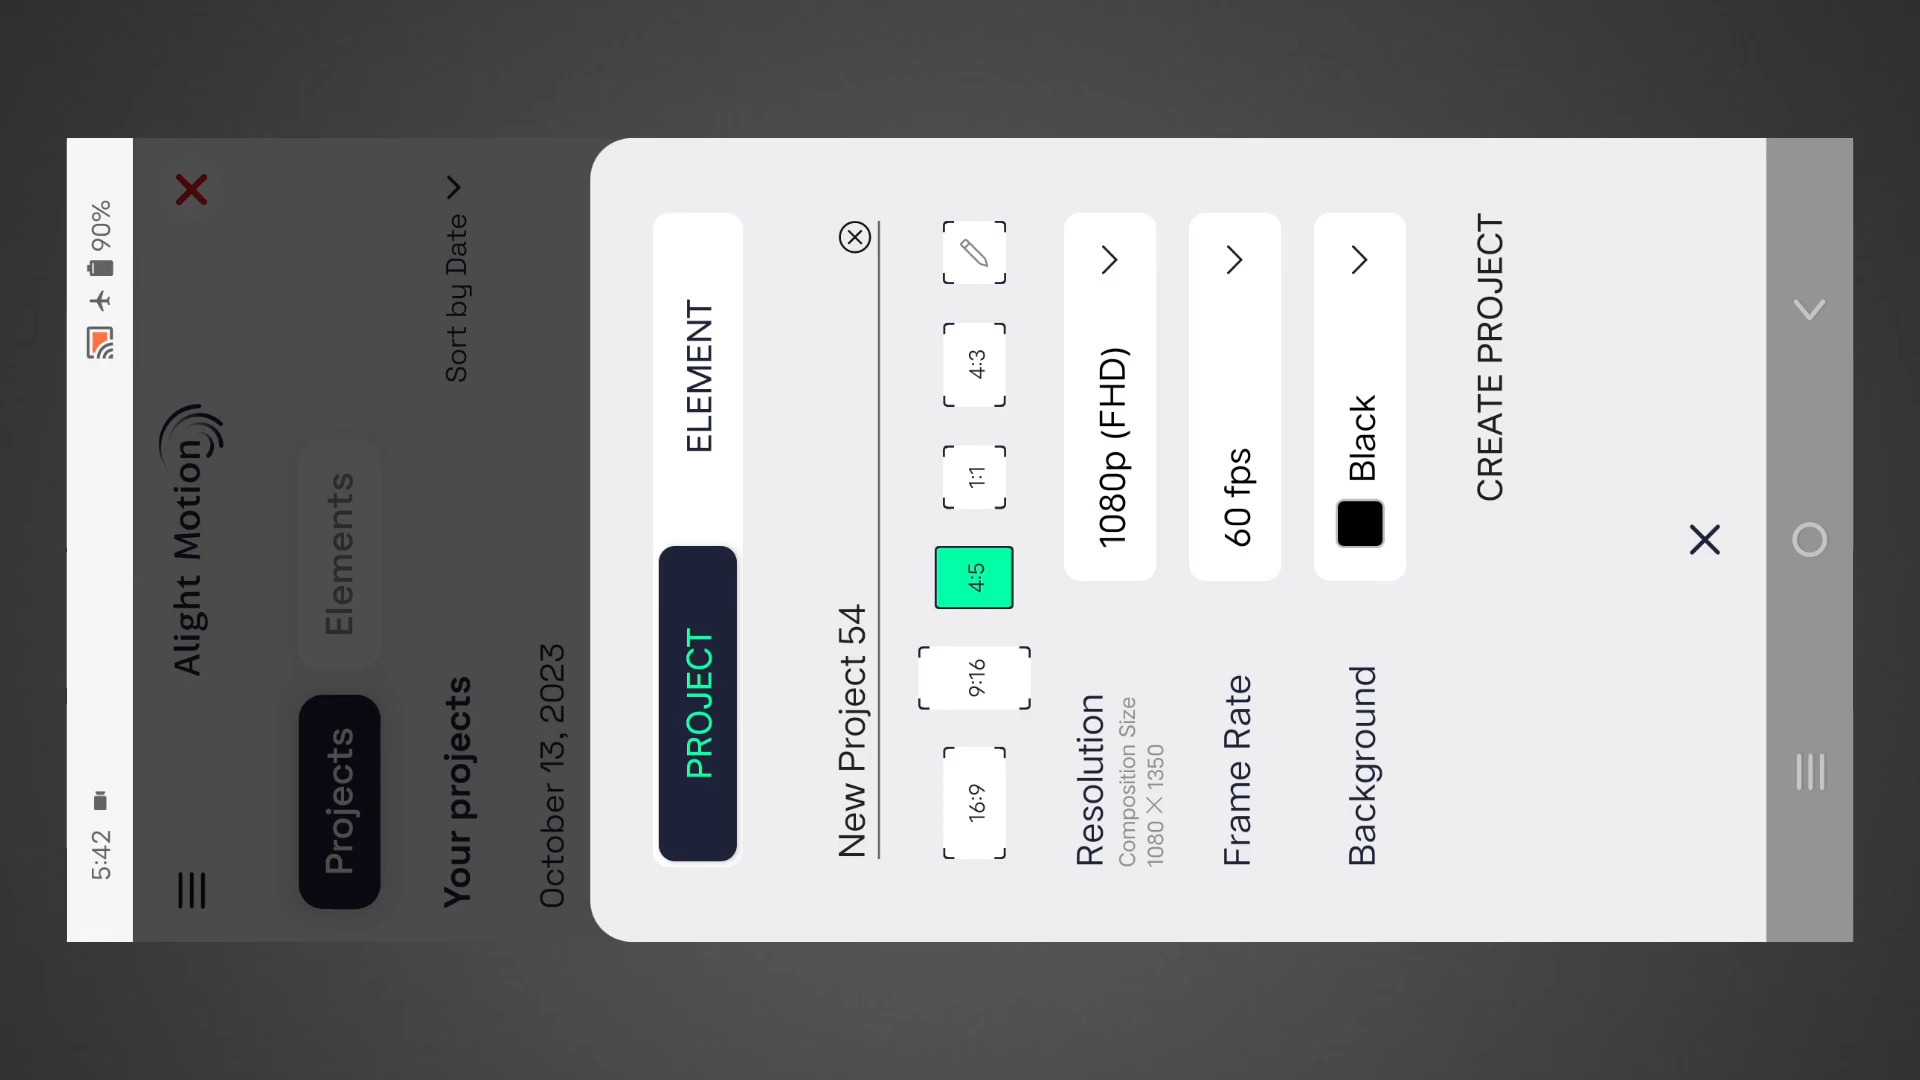 5:42
90%
Alight Motion
Projects
Elements
Your projects
Sort by Date
October 13, 2023
PROJECT
ELEMENT
New Project 54
16:9
9:16
4:5
1:1
4:3
Resolution
Composition Size
1080 × 1350
1080p (FHD)
Frame Rate
60 fps
Background
Black
CREATE PROJECT